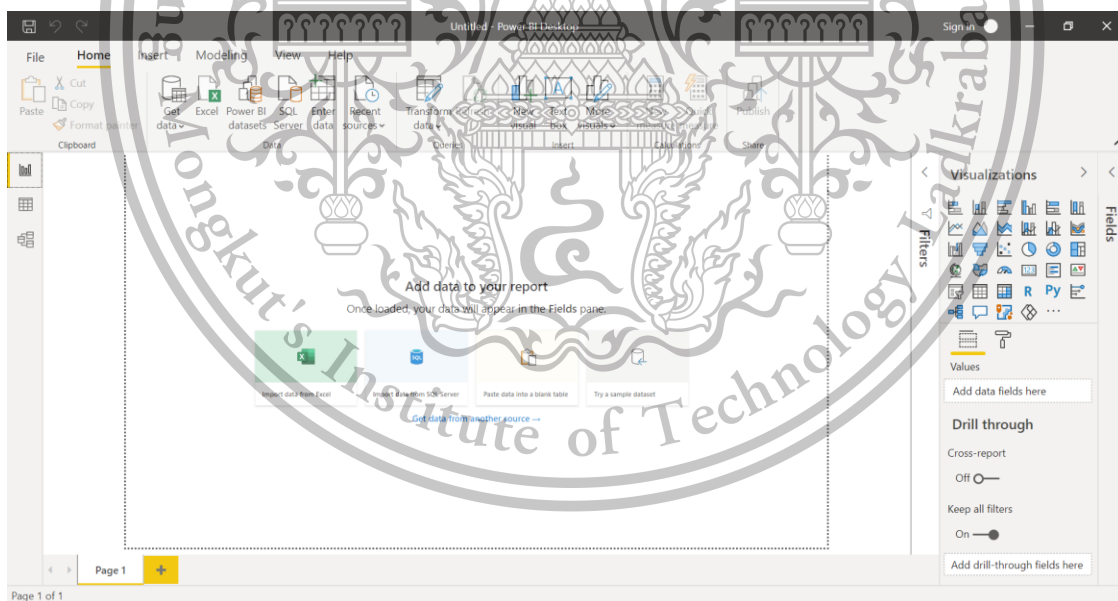 Untitled - Power BI Desktop
Sign in
File Home Insert Modeling View Help
Paste
Cut
Copy
Format painter
Clipboard
Get data
Excel
Power BI datasets
SQL Server
Enter data
Recent sources
Data
Transform data
Queries
New visual
Text box
More visuals
Insert
Calculations
Publish
Share
Add data to your report
Once loaded, your data will appear in the Fields pane.
Import data from Excel
Import data from SQL Server
Paste data into a blank table
Try a sample dataset
Get data from another source →
Filters
Visualizations
Fields
R Py
Values
Add data fields here
Drill through
Cross-report
Off
Keep all filters
On
Add drill-through fields here
Page 1
Page 1 of 1
Mongkut's Institute of Technology Ladkraba